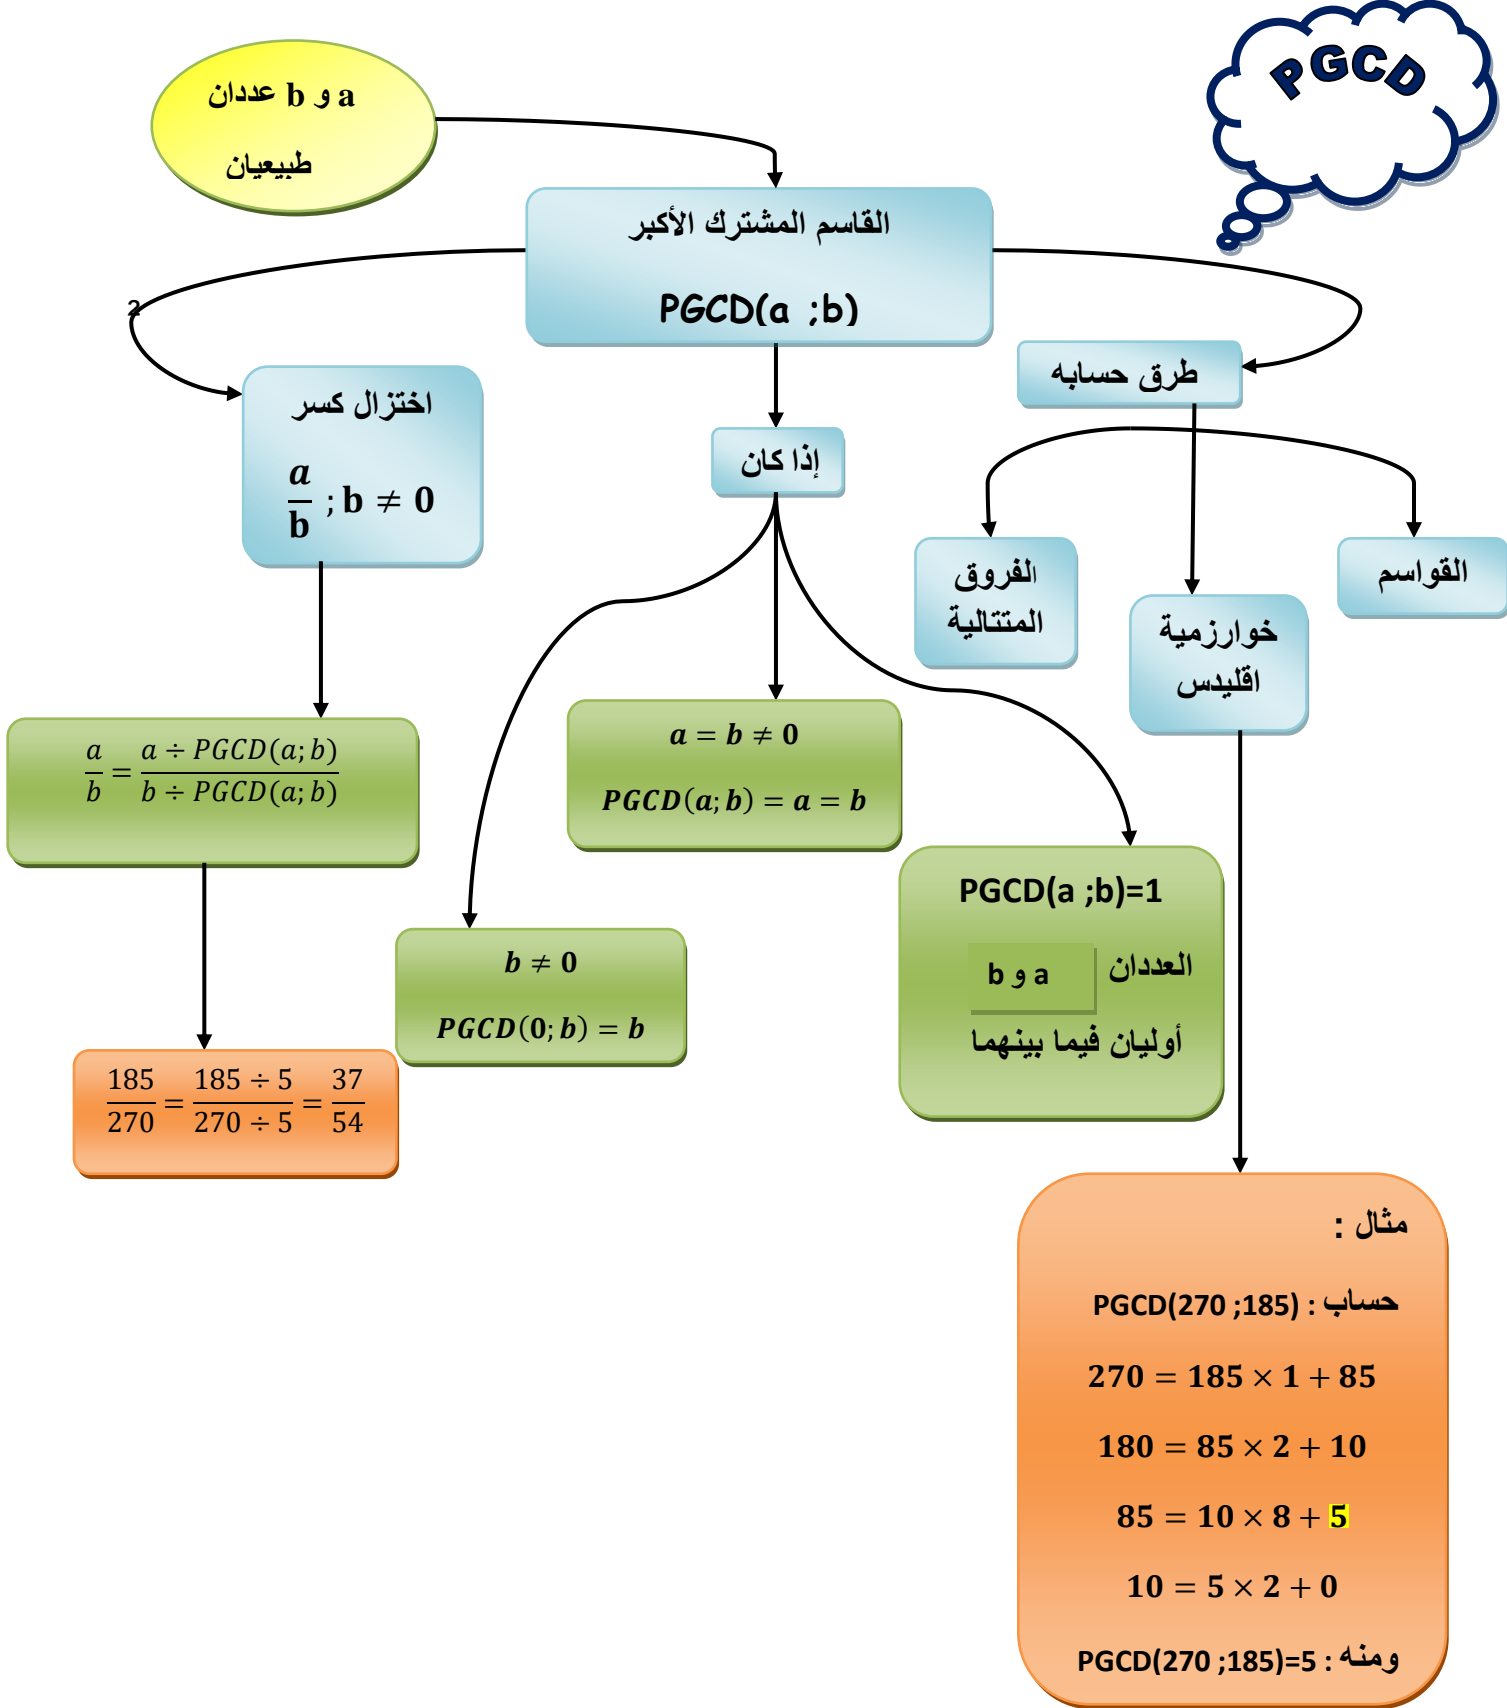 PGCD
a و b عددان
طبيعيان
القاسم المشترك الأكبر
PGCD(a ;b)
2
طرق حسابه
اختزال كسر
a/b ; b ≠ 0
إذا كان
القواسم
خوارزمية
اقليدس
الفروق
المتتالية
a/b = (a ÷ PGCD(a; b))/(b ÷ PGCD(a; b))
a = b ≠ 0
PGCD(a; b) = a = b
PGCD(a ;b)=1
العددان a و b
أوليان فيما بينهما
b ≠ 0
PGCD(0; b) = b
185/270 = (185 ÷ 5)/(270 ÷ 5) = 37/54
مثال :
حساب : PGCD(270 ;185)
270 = 185 × 1 + 85
180 = 85 × 2 + 10
85 = 10 × 8 + 5
10 = 5 × 2 + 0
ومنه : PGCD(270 ;185)=5